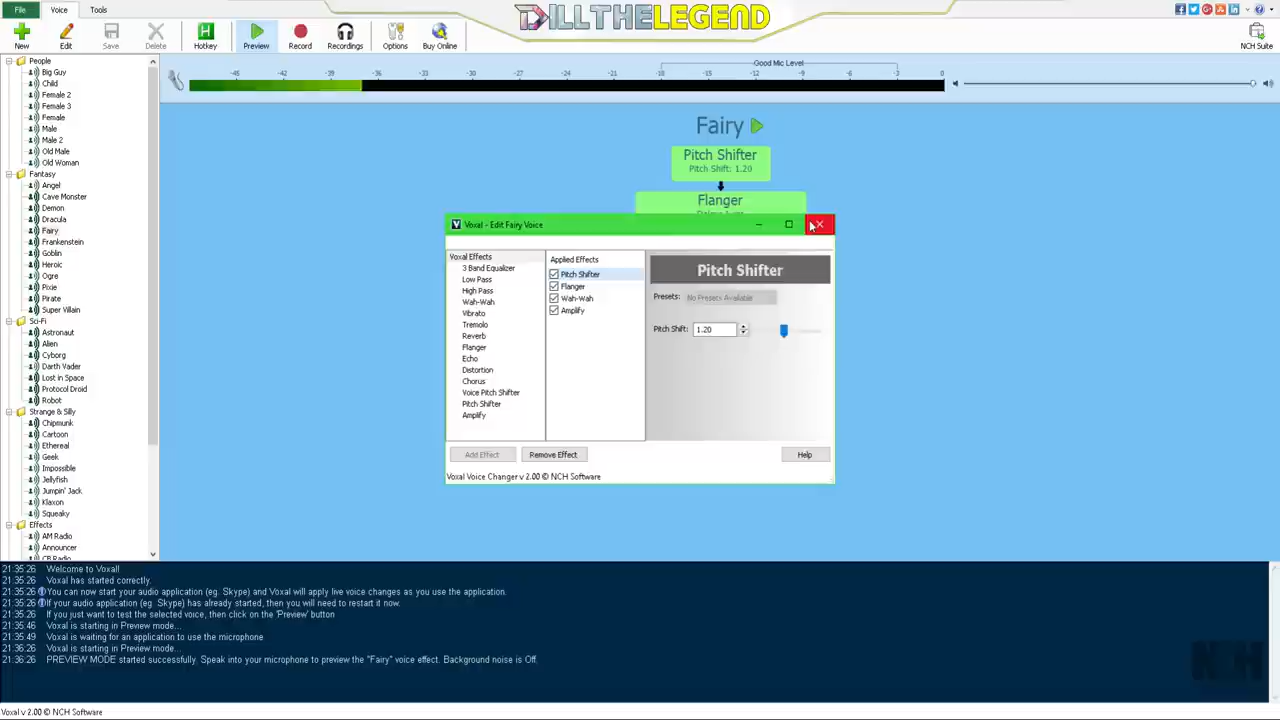 File Voice Tools
DILLTHELEGEND
New Edit Save Delete Hotkey Preview Record Recordings Options Buy Online NCH Suite
Good Mic Level
-45 -42 -39 -36 -33 -30 -27 -24 -21 -18 -15 -12 -9 -6 -3 0
People
Big Guy
Child
Female 2
Female 3
Female
Male
Male 2
Old Male
Old Woman
Fantasy
Angel
Cave Monster
Demon
Dracula
Fairy
Frankenstein
Goblin
Heroic
Ogre
Pixie
Pirate
Super Villain
Sci-Fi
Astronaut
Alien
Cyborg
Darth Vader
Lost in Space
Protocol Droid
Robot
Strange & Silly
Chipmunk
Cartoon
Ethereal
Geek
Impossible
Jellyfish
Jumpin' Jack
Klaxon
Squeaky
Effects
AM Radio
Announcer
CB Radio
Fairy
Pitch Shifter
Pitch Shift: 1.20
Flanger
Voxal - Edit Fairy Voice
Voxal Effects
3 Band Equalizer
Low Pass
High Pass
Wah-Wah
Vibrato
Tremolo
Reverb
Flanger
Echo
Distortion
Chorus
Voice Pitch Shifter
Pitch Shifter
Amplify
Applied Effects
Pitch Shifter
Flanger
Wah-Wah
Amplify
Pitch Shifter
Presets: No Presets Available
Pitch Shift: 1.20
Add Effect Remove Effect Help
Voxal Voice Changer v 2.00 © NCH Software
21:35:26 Welcome to Voxal!
21:35:26 Voxal has started correctly.
21:35:26 You can now start your audio application (eg. Skype) and Voxal will apply live voice changes as you use the application.
21:35:26 If your audio application (eg. Skype) has already started, then you will need to restart it now.
21:35:26 If you just want to test the selected voice, then click on the 'Preview' button
21:35:46 Voxal is starting in Preview mode...
21:35:49 Voxal is waiting for an application to use the microphone
21:36:26 Voxal is starting in Preview mode...
21:36:26 PREVIEW MODE started successfully. Speak into your microphone to preview the "Fairy" voice effect. Background noise is Off.
NCH
Voxal v 2.00 © NCH Software